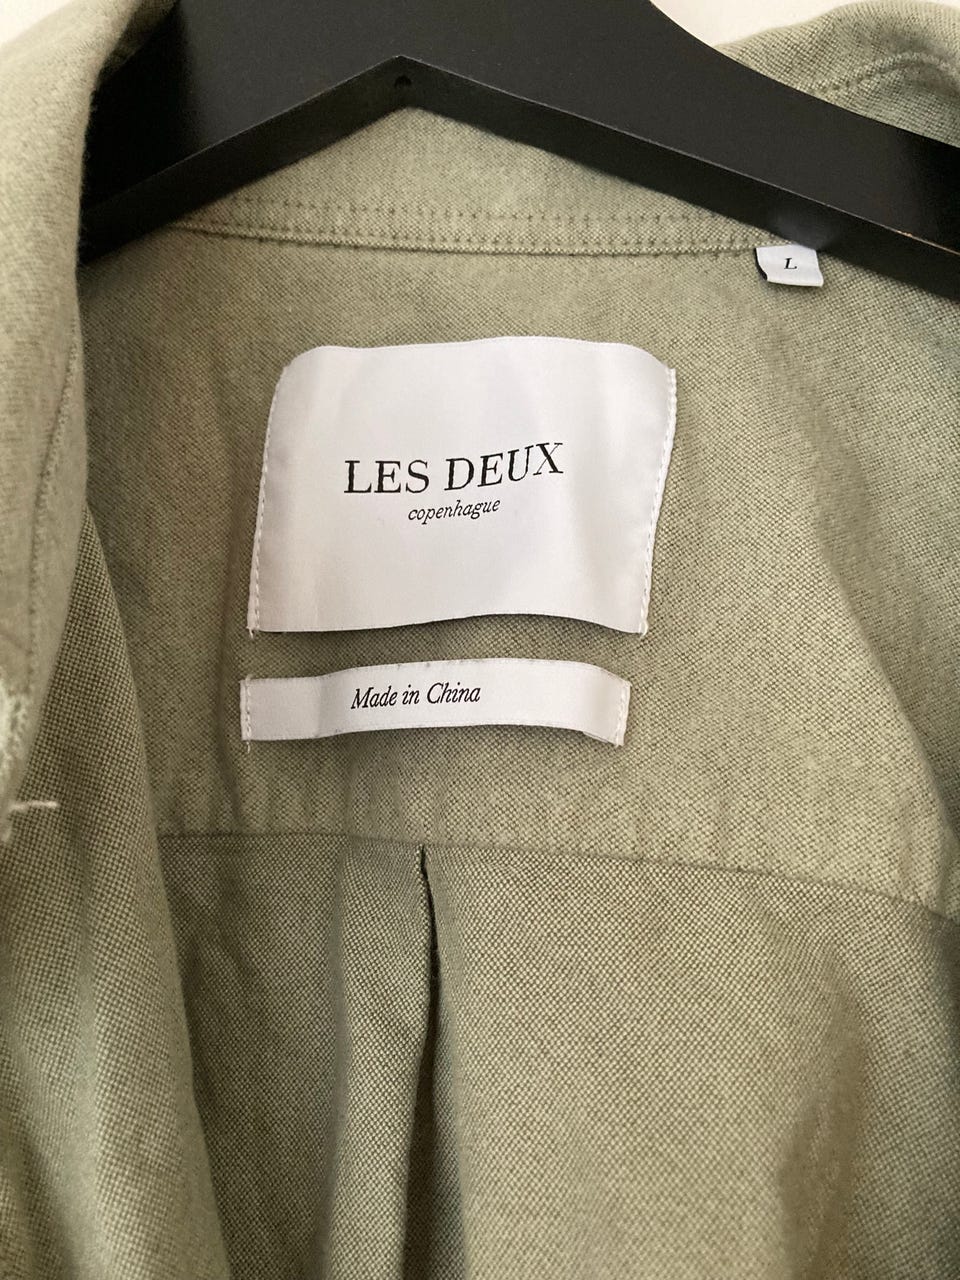 L
LES DEUX
copenhague
Made in China